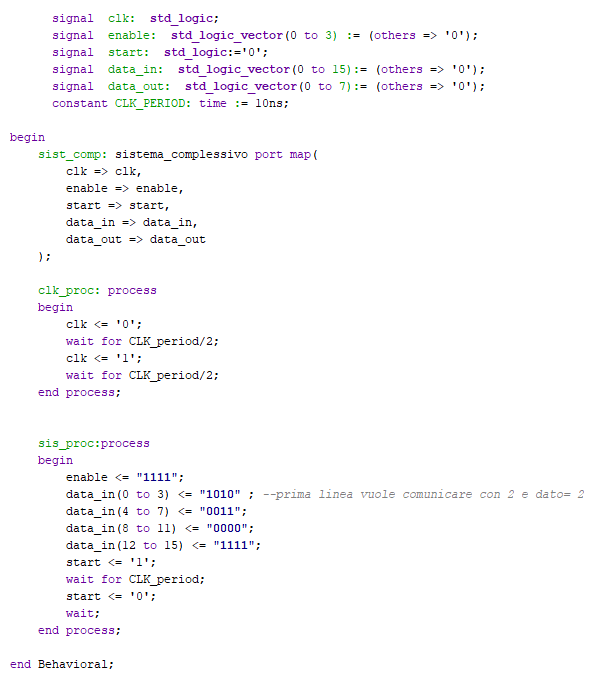 signal  clk:  std_logic;
signal  enable:  std_logic_vector(0 to 3) := (others => '0');
signal  start:  std_logic:='0';
signal  data_in:  std_logic_vector(0 to 15):= (others => '0');
signal  data_out:  std_logic_vector(0 to 7):= (others => '0');
constant CLK_PERIOD: time := 10ns;
begin
sist_comp: sistema_complessivo port map(
clk => clk,
enable => enable,
start => start,
data_in => data_in,
data_out => data_out
);
clk_proc: process
begin
clk <= '0';
wait for CLK_period/2;
clk <= '1';
wait for CLK_period/2;
end process;
sis_proc:process
begin
enable <= "1111";
data_in(0 to 3) <= "1010" ; --prima linea vuole comunicare con 2 e dato= 2
data_in(4 to 7) <= "0011";
data_in(8 to 11) <= "0000";
data_in(12 to 15) <= "1111";
start <= '1';
wait for CLK_period;
start <= '0';
wait;
end process;
end Behavioral;